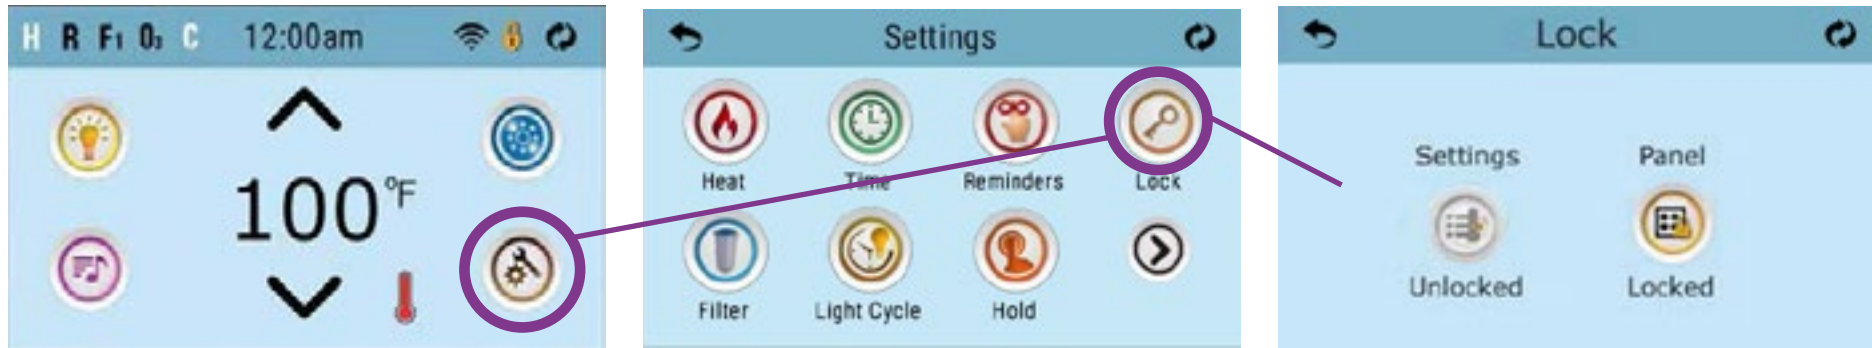 H R F1 O3 C 12:00am
100°F
Settings
Heat Time Reminders Lock
Filter Light Cycle Hold
Lock
Settings Panel
Unlocked Locked